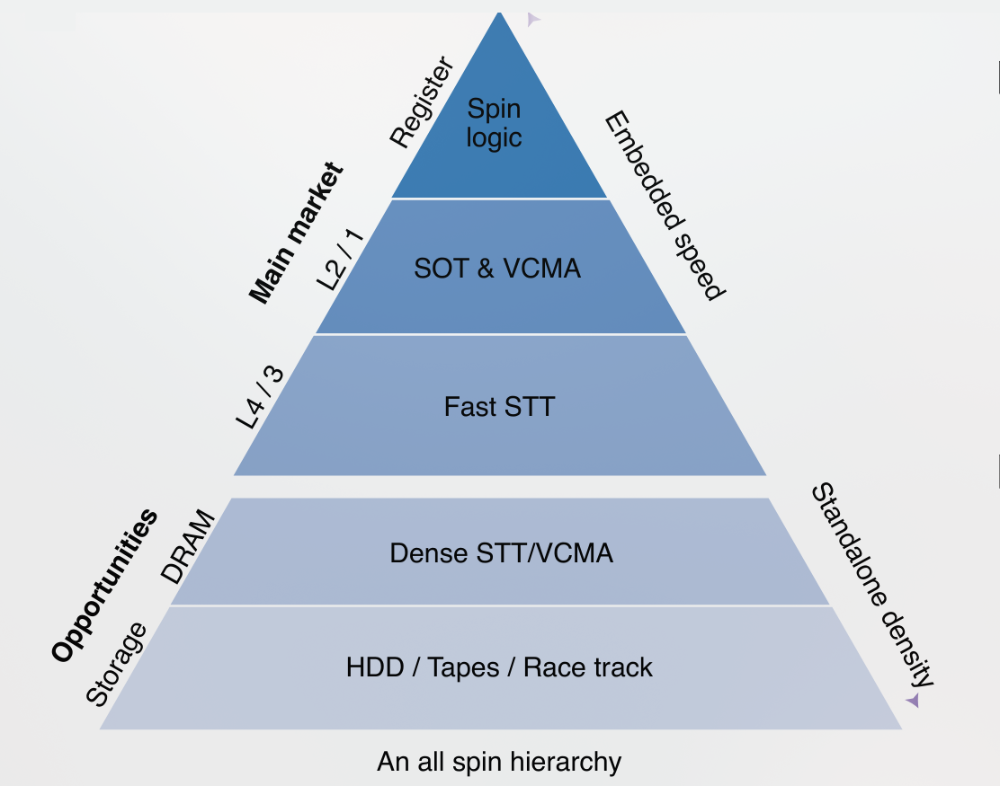 Register
Spin
logic
Embedded speed
Main market
L2 / 1
SOT & VCMA
L4 / 3
Fast STT
Opportunities
DRAM
Dense STT/VCMA
Standalone density
Storage
HDD / Tapes / Race track
An all spin hierarchy